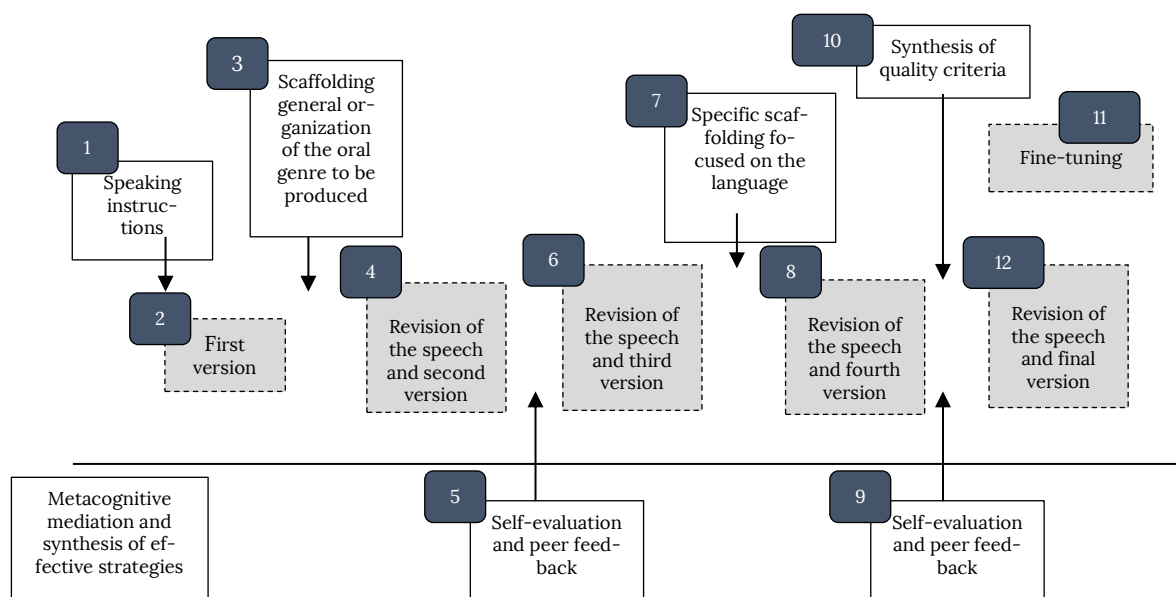 1
Speaking
instruc-
tions
2
First
version
3
Scaffolding
general or-
ganization
of the oral
genre to be
produced
4
Revision of
the speech
and second
version
5
Self-evaluation
and peer feed-
back
6
Revision of
the speech
and third
version
7
Specific scaf-
folding fo-
cused on the
language
8
Revision of
the speech
and fourth
version
9
Self-evaluation
and peer feed-
back
10
Synthesis of
quality criteria
11
Fine-tuning
12
Revision of
the speech
and final
version
Metacognitive
mediation and
synthesis of ef-
fective strategies